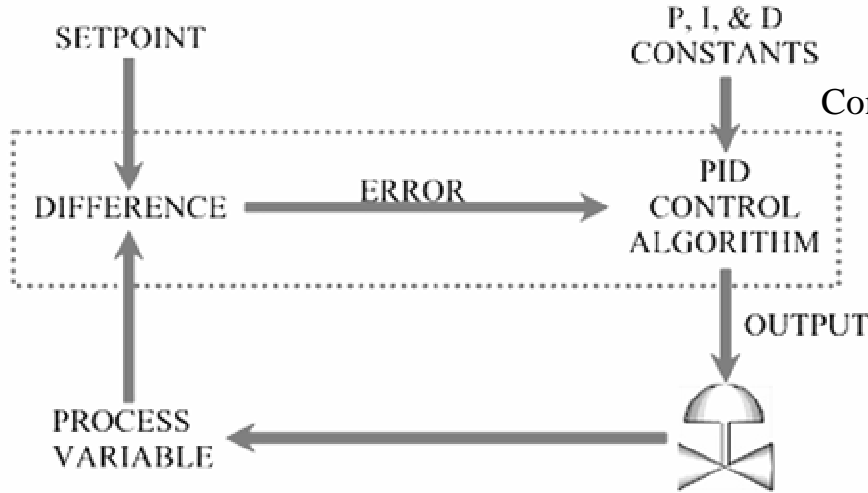 SETPOINT
P, I, & D
CONSTANTS
DIFFERENCE
ERROR
PID
CONTROL
ALGORITHM
OUTPUT
PROCESS
VARIABLE